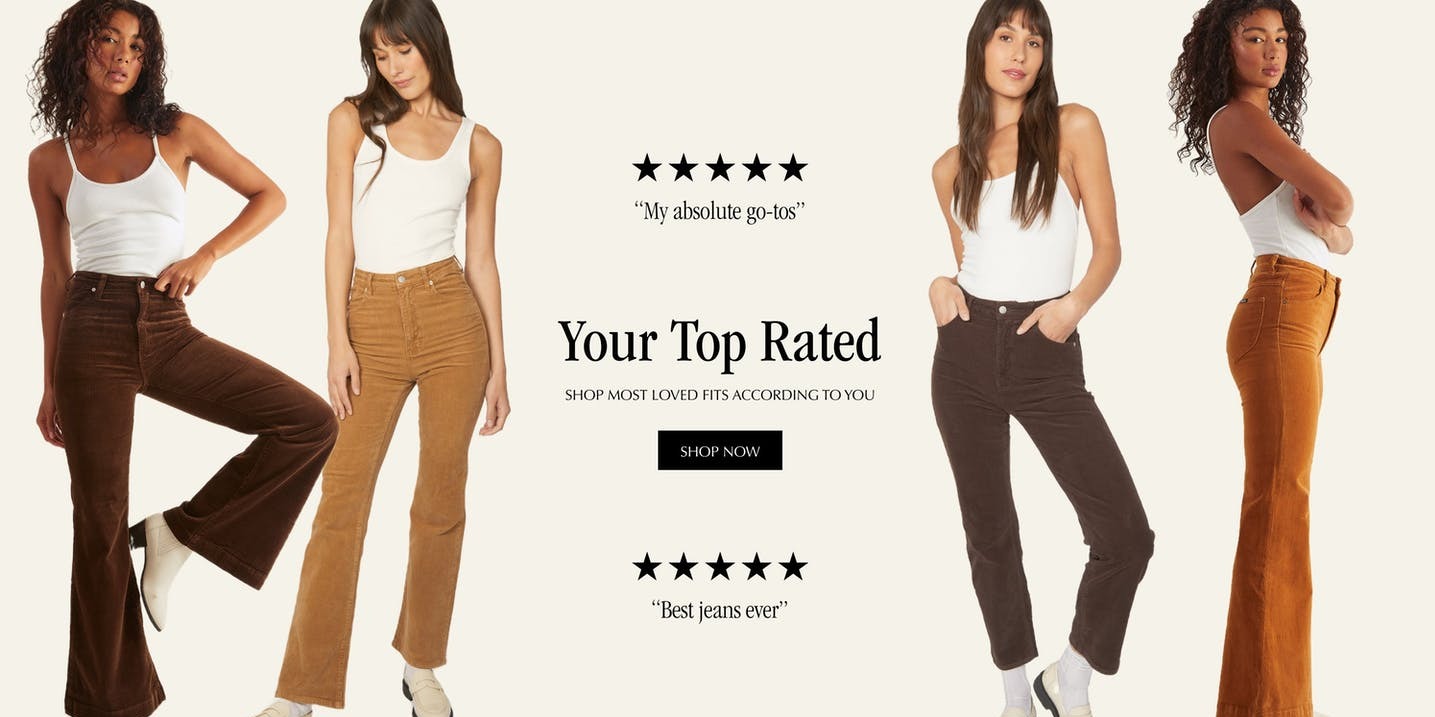 ★★★★★
“My absolute go-tos”
Your Top Rated
SHOP MOST LOVED FITS ACCORDING TO YOU
SHOP NOW
★★★★★
“Best jeans ever”